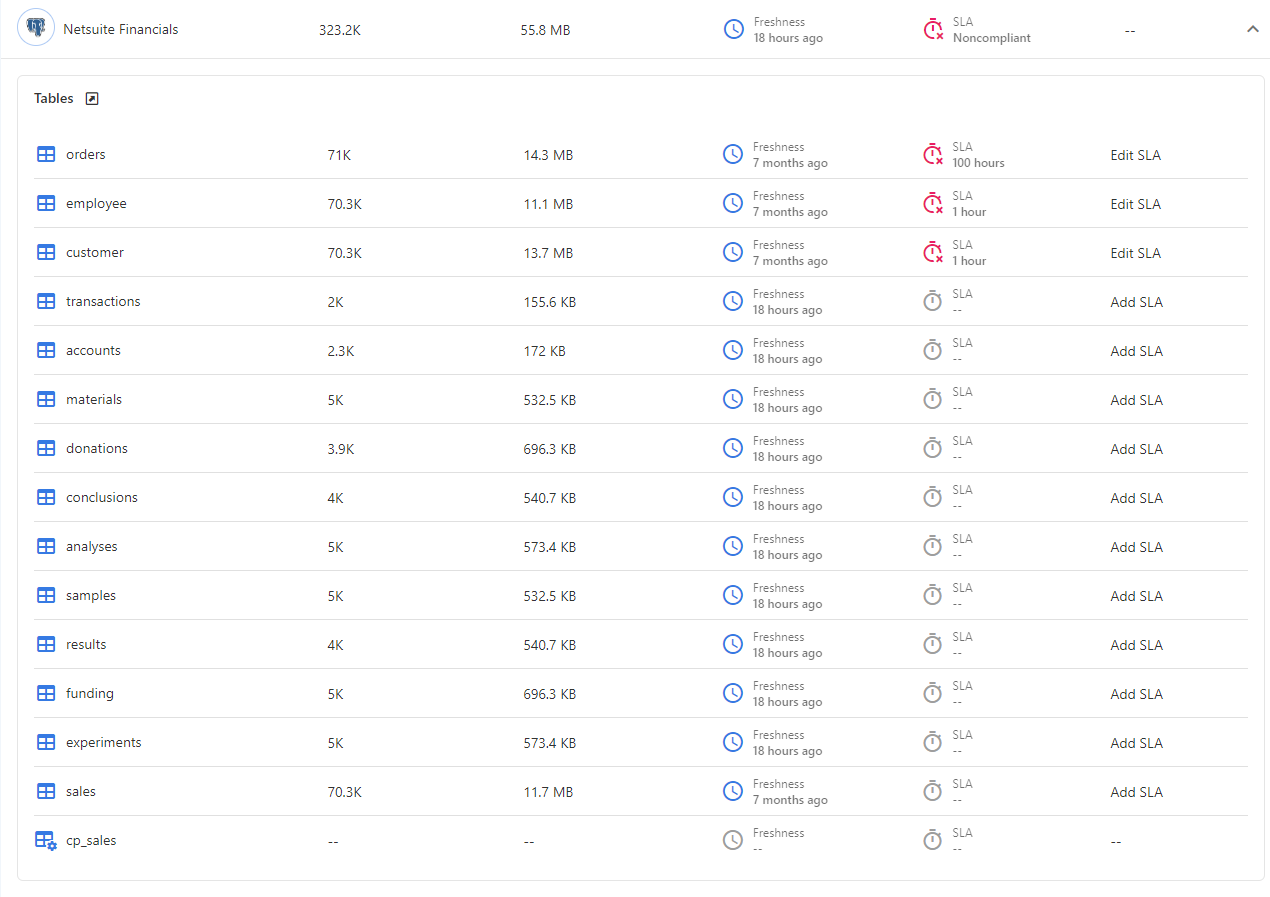 Netsuite Financials 323.2K 55.8 MB Freshness SLA --
18 hours ago Noncompliant
Tables
orders 71K 14.3 MB Freshness SLA Edit SLA
7 months ago 100 hours
employee 70.3K 11.1 MB Freshness SLA Edit SLA
7 months ago 1 hour
customer 70.3K 13.7 MB Freshness SLA Edit SLA
7 months ago 1 hour
transactions 2K 155.6 KB Freshness SLA Add SLA
18 hours ago --
accounts 2.3K 172 KB Freshness SLA Add SLA
18 hours ago --
materials 5K 532.5 KB Freshness SLA Add SLA
18 hours ago --
donations 3.9K 696.3 KB Freshness SLA Add SLA
18 hours ago --
conclusions 4K 540.7 KB Freshness SLA Add SLA
18 hours ago --
analyses 5K 573.4 KB Freshness SLA Add SLA
18 hours ago --
samples 5K 532.5 KB Freshness SLA Add SLA
18 hours ago --
results 4K 540.7 KB Freshness SLA Add SLA
18 hours ago --
funding 5K 696.3 KB Freshness SLA Add SLA
18 hours ago --
experiments 5K 573.4 KB Freshness SLA Add SLA
18 hours ago --
sales 70.3K 11.7 MB Freshness SLA Add SLA
7 months ago --
cp_sales -- -- Freshness SLA --
-- --